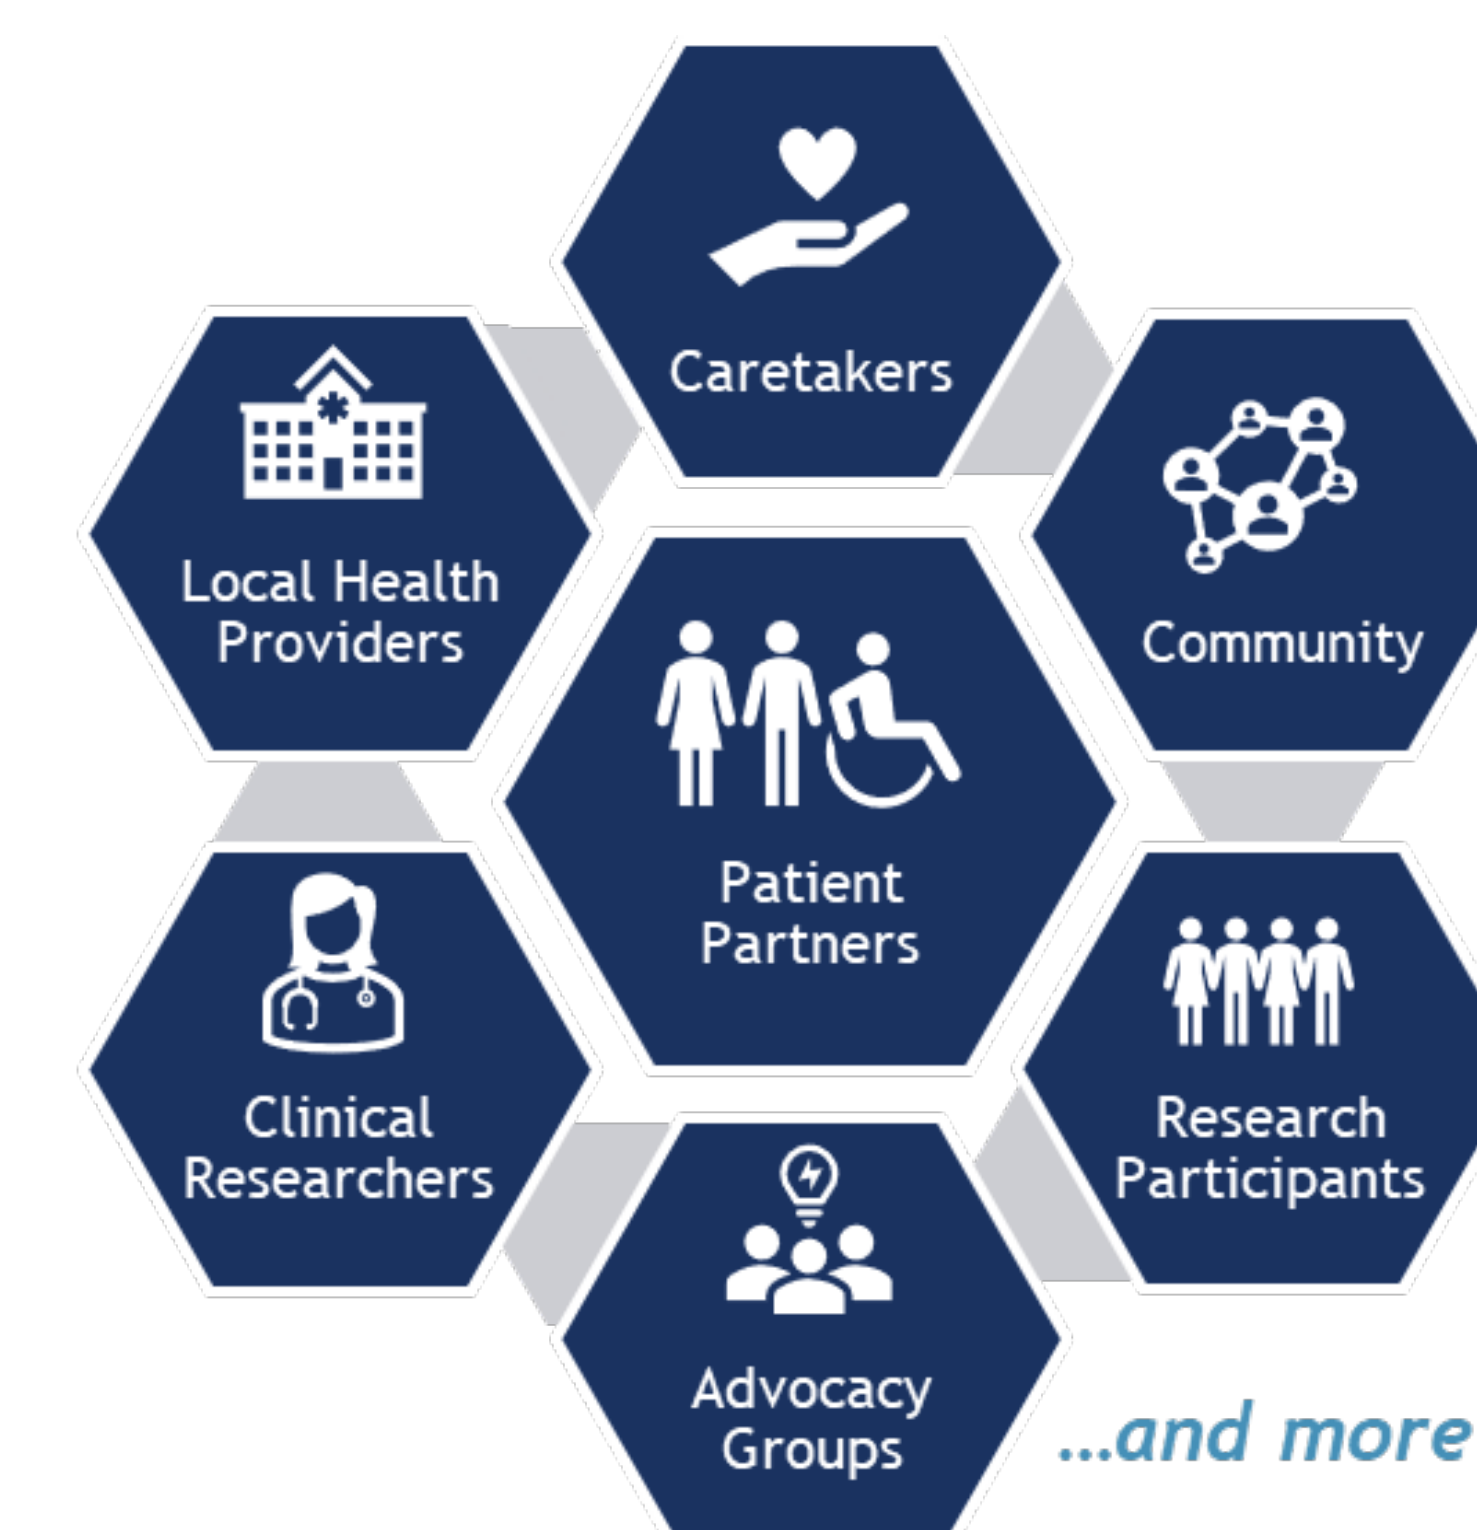 Caretakers
Local Health
Providers
Community
Patient
Partners
Clinical
Researchers
Research
Participants
Advocacy
Groups
...and more